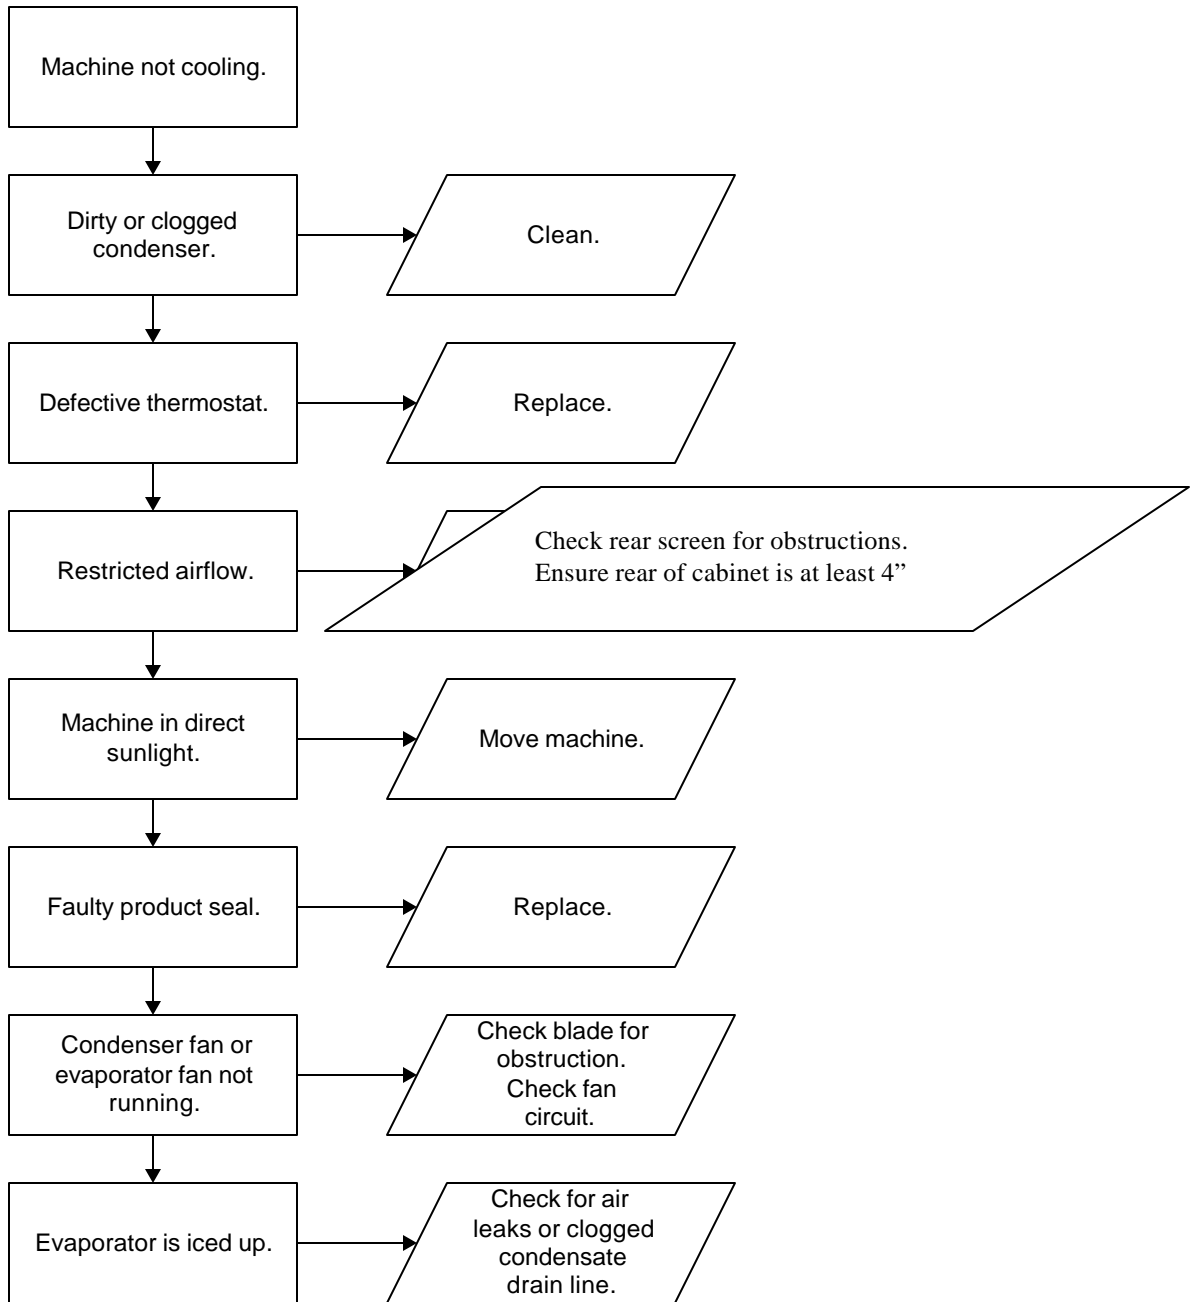 Machine not cooling.
Dirty or clogged
condenser.
Clean.
Defective thermostat.
Replace.
Restricted airflow.
Check rear screen for obstructions.
Ensure rear of cabinet is at least 4”
Machine in direct
sunlight.
Move machine.
Faulty product seal.
Replace.
Condenser fan or
evaporator fan not
running.
Check blade for
obstruction.
Check fan
circuit.
Evaporator is iced up.
Check for air
leaks or clogged
condensate
drain line.